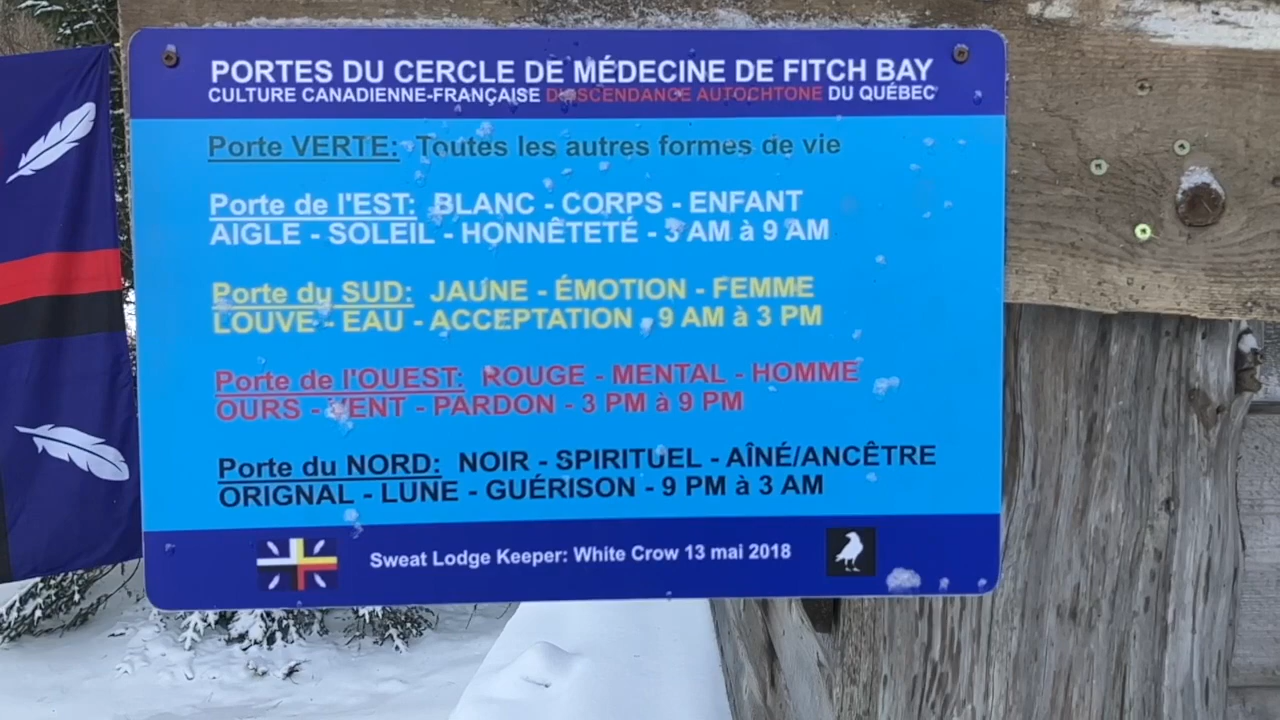 PORTES DU CERCLE DE MÉDECINE DE FITCH BAY
CULTURE CANADIENNE-FRANÇAISE DESCENDANCE AUTOCHTONE DU QUÉBEC
Porte VERTE: Toutes les autres formes de vie
Porte de l'EST: BLANC - CORPS - ENFANT
AIGLE - SOLEIL - HONNÊTETÉ - 3 AM à 9 AM
Porte du SUD: JAUNE - ÉMOTION - FEMME
LOUVE - EAU - ACCEPTATION - 9 AM à 3 PM
Porte de l'OUEST: ROUGE - MENTAL - HOMME
OURS - VENT - PARDON - 3 PM à 9 PM
Porte du NORD: NOIR - SPIRITUEL - AÎNÉ/ANCÊTRE
ORIGNAL - LUNE - GUÉRISON - 9 PM à 3 AM
Sweat Lodge Keeper: White Crow 13 mai 2018